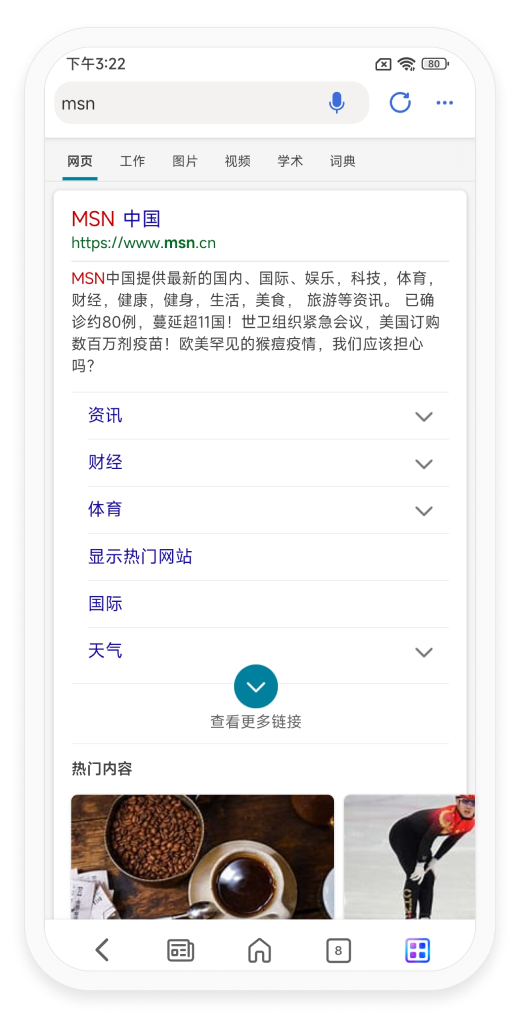 下午3:22
80
msn
网页 工作 图片 视频 学术 词典
MSN 中国
https://www.msn.cn
MSN中国提供最新的国内、国际、娱乐，科技，体育，
财经，健康，健身，生活，美食， 旅游等资讯。 已确
诊约80例，蔓延超11国！世卫组织紧急会议，美国订购
数百万剂疫苗！欧美罕见的猴痘疫情，我们应该担心
吗？
资讯
财经
体育
显示热门网站
国际
天气
查看更多链接
热门内容
8